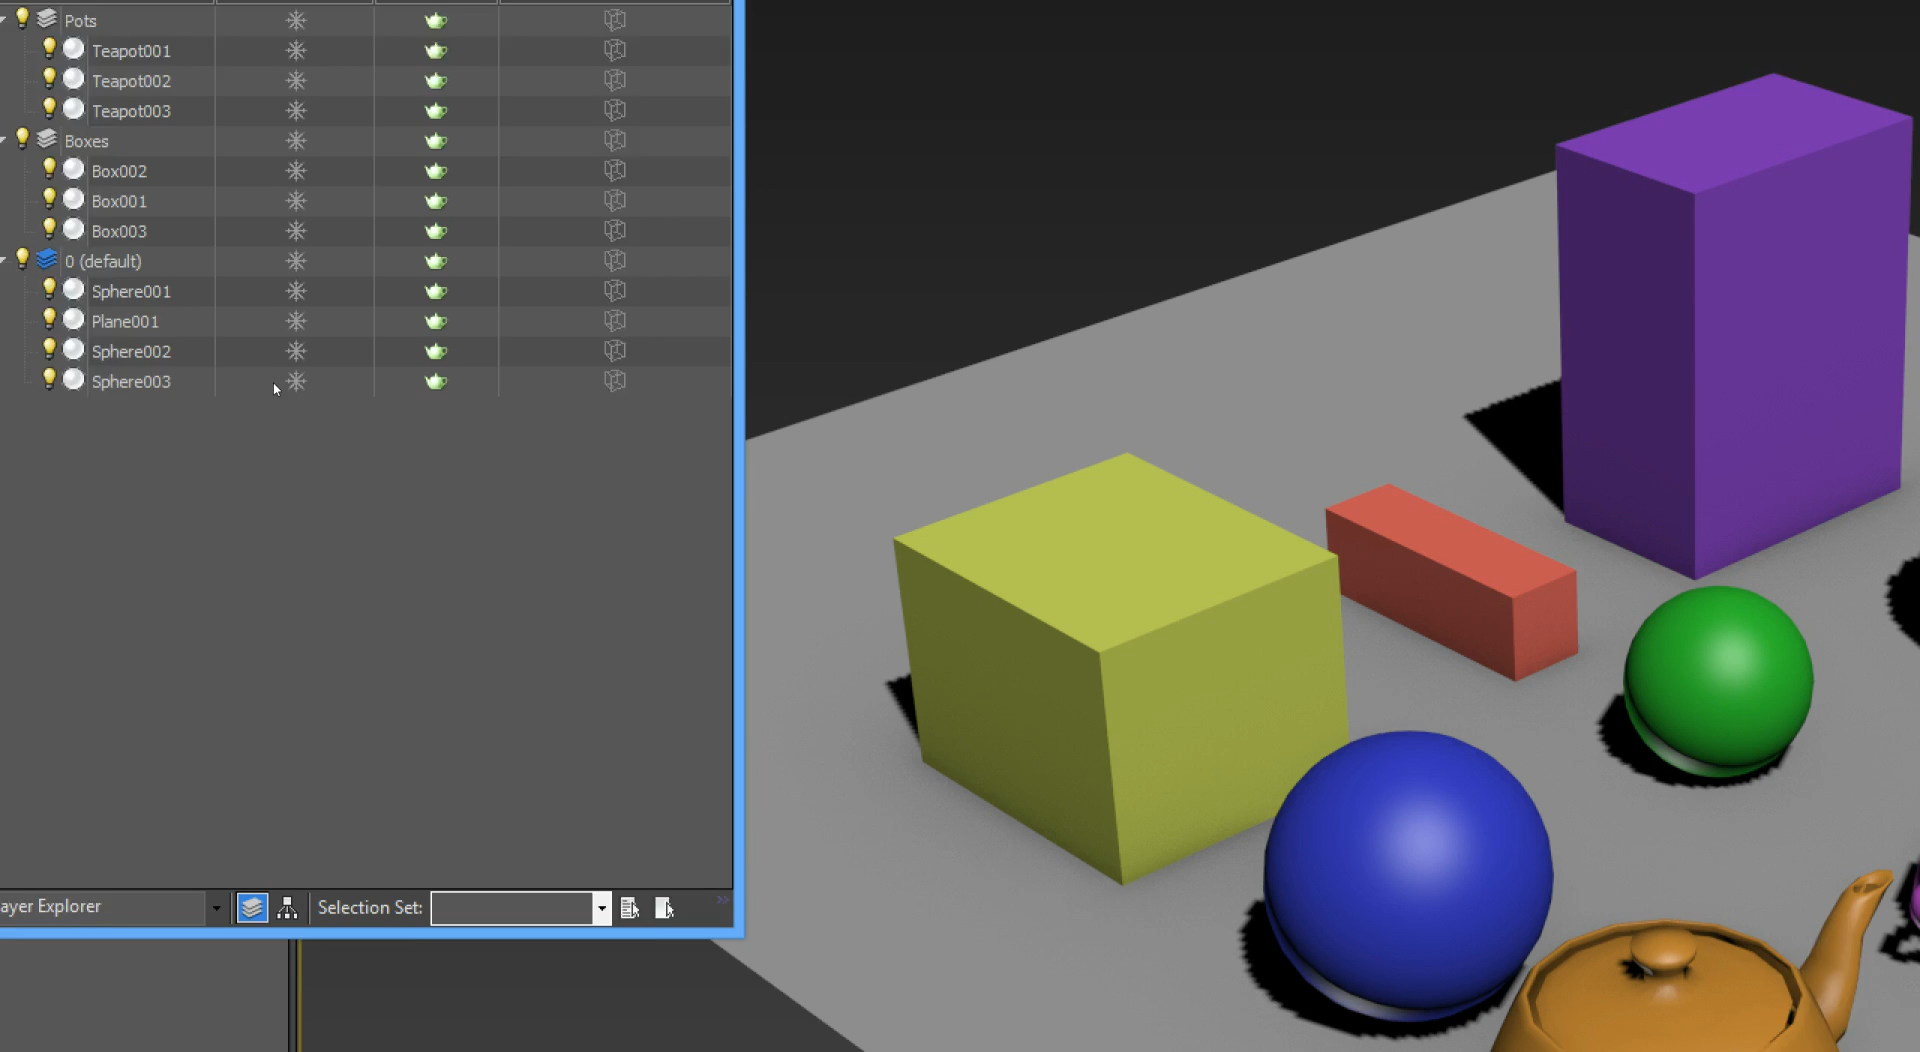 Pots
Teapot001
Teapot002
Teapot003
Boxes
Box002
Box001
Box003
0 (default)
Sphere001
Plane001
Sphere002
Sphere003
ayer Explorer
Selection Set: